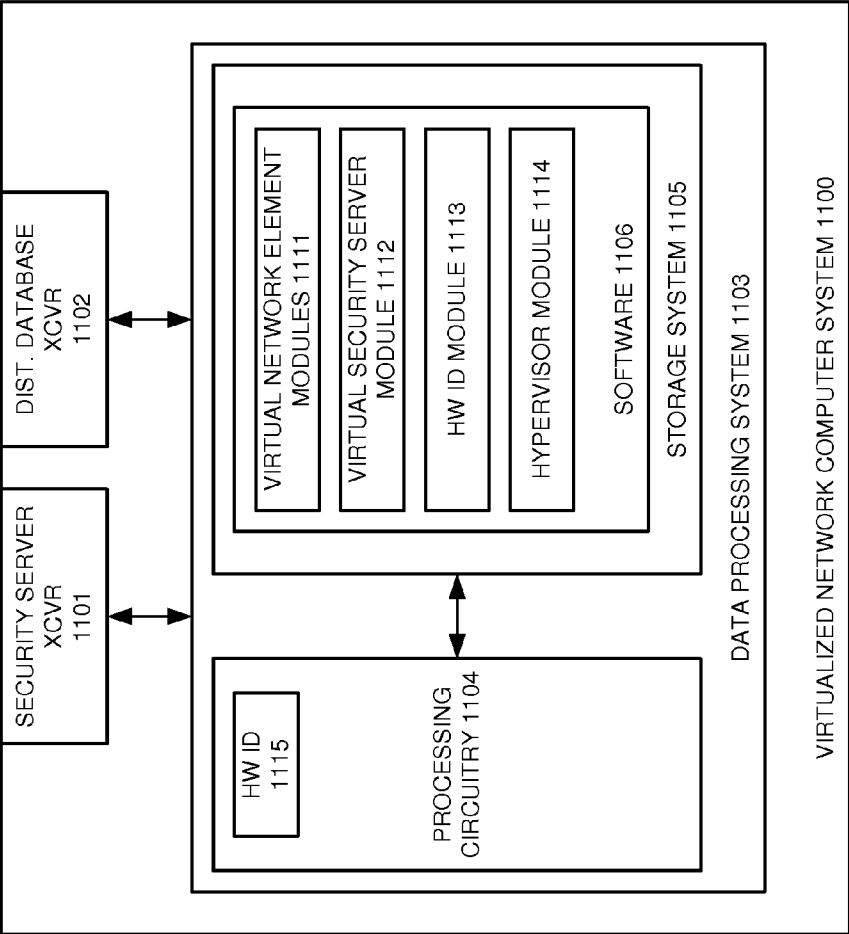 SECURITY SERVER
XCVR
1101
DIST. DATABASE
XCVR
1102
HW ID
1115
PROCESSING
CIRCUITRY 1104
VIRTUAL NETWORK ELEMENT
MODULES 1111
VIRTUAL SECURITY SERVER
MODULE 1112
HW ID MODULE 1113
HYPERVISOR MODULE 1114
SOFTWARE 1106
STORAGE SYSTEM 1105
DATA PROCESSING SYSTEM 1103
VIRTUALIZED NETWORK COMPUTER SYSTEM 1100